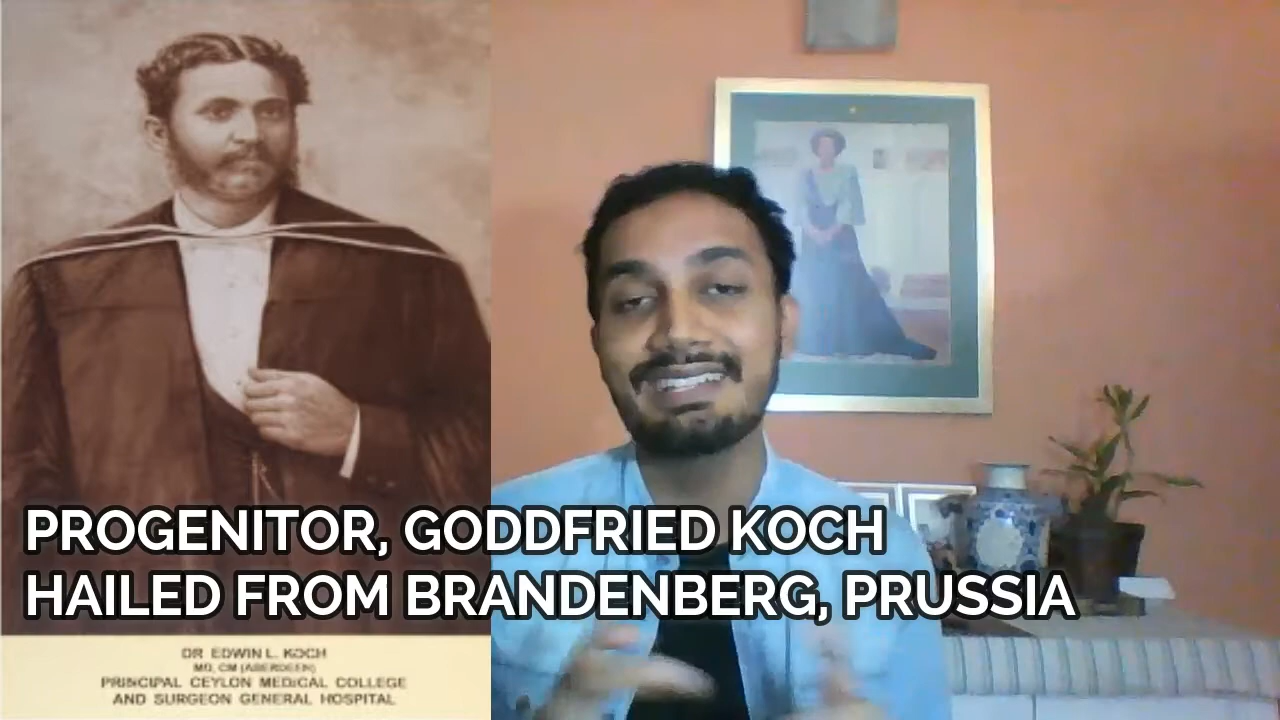 PROGENITOR, GODDFRIED KOCH
HAILED FROM BRANDENBERG, PRUSSIA
DR EDWIN L. KOCH
MD, CM (ABERDEEN)
PRINCIPAL CEYLON MEDICAL COLLEGE
AND SURGEON GENERAL HOSPITAL